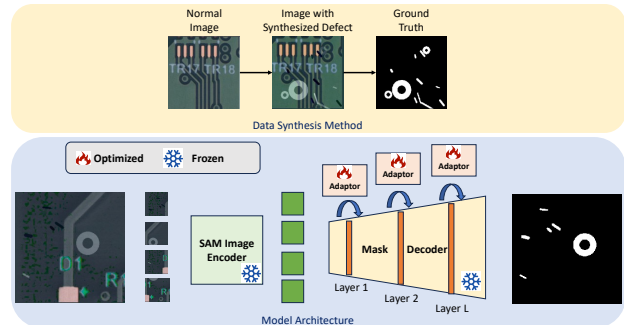 Normal
Image
Image with
Synthesized Defect
Ground
Truth
TR17 TR18
TR17 TR18
Data Synthesis Method
Optimized
Frozen
Adaptor
Adaptor
Adaptor
SAM Image
Encoder
Mask
Decoder
D1
R1
Layer 1
Layer 2
Layer L
Model Architecture